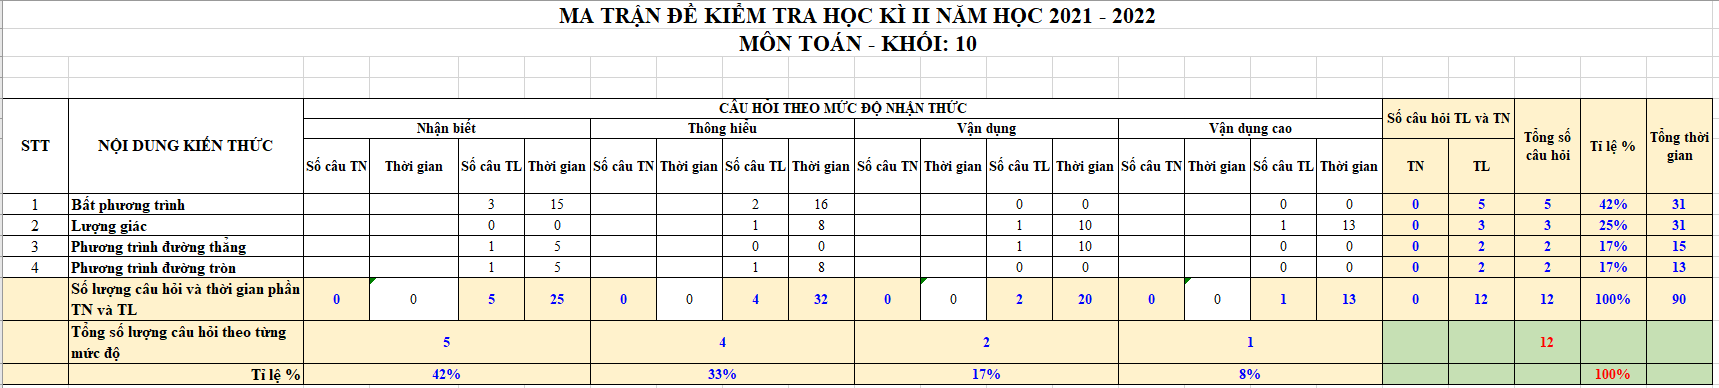 MA TRẬN ĐỀ KIỂM TRA HỌC KÌ II NĂM HỌC 2021 - 2022
MÔN TOÁN - KHỐI: 10
STT NỘI DUNG KIẾN THỨC CÂU HỎI THEO MỨC ĐỘ NHẬN THỨC Số câu hỏi TL và TN Tổng số câu hỏi Tỉ lệ % Tổng thời gian
Nhận biết Thông hiểu Vận dụng Vận dụng cao
Số câu TN Thời gian Số câu TL Thời gian Số câu TN Thời gian Số câu TL Thời gian Số câu TN Thời gian Số câu TL Thời gian Số câu TN Thời gian Số câu TL Thời gian TN TL
1 Bất phương trình 3 15 2 16 0 0 0 0 0 5 5 42% 31
2 Lượng giác 0 0 1 8 1 10 1 13 0 3 3 25% 31
3 Phương trình đường thẳng 1 5 0 0 1 10 0 0 0 2 2 17% 15
4 Phương trình đường tròn 1 5 1 8 0 0 0 0 0 2 2 17% 13
Số lượng câu hỏi và thời gian phần TN và TL 0 0 5 25 0 0 4 32 0 0 2 20 0 0 1 13 0 12 12 100% 90
Tổng số lượng câu hỏi theo từng mức độ 5 4 2 1 12
Tỉ lệ % 42% 33% 17% 8% 100%